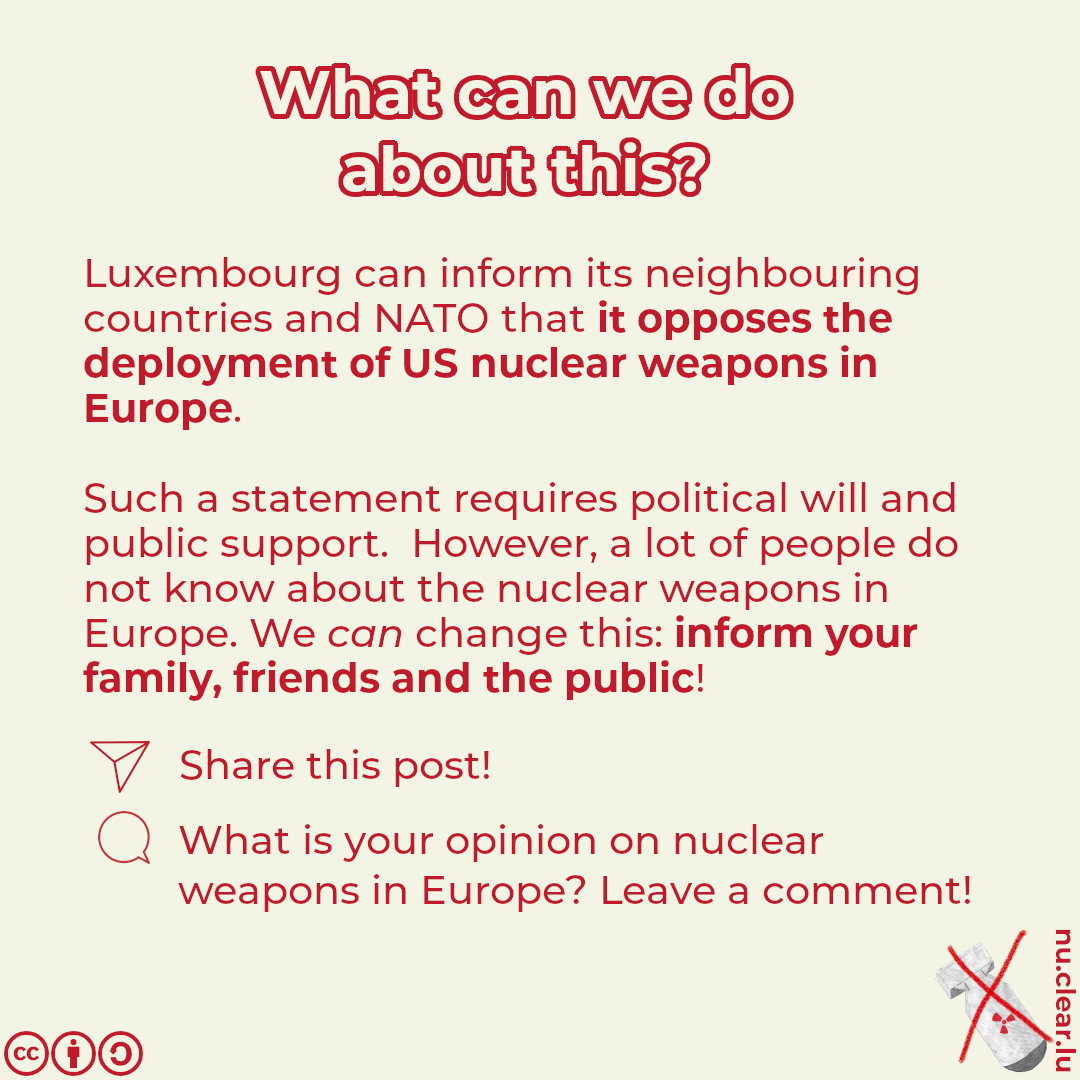 What can we do
about this?
Luxembourg can inform its neighbouring
countries and NATO that it opposes the
deployment of US nuclear weapons in
Europe.
Such a statement requires political will and
public support.  However, a lot of people do
not know about the nuclear weapons in
Europe. We can change this: inform your
family, friends and the public!
Share this post!
What is your opinion on nuclear
weapons in Europe? Leave a comment!
nu.clear.lu
cc